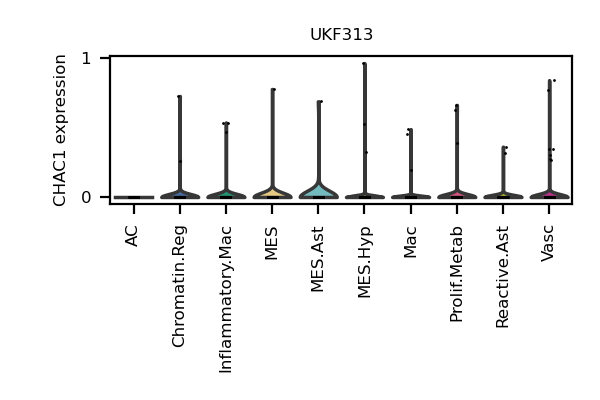 UKF313
CHAC1 expression
1
0
AC
Chromatin.Reg
Inflammatory.Mac
MES
MES.Ast
MES.Hyp
Mac
Prolif.Metab
Reactive.Ast
Vasc